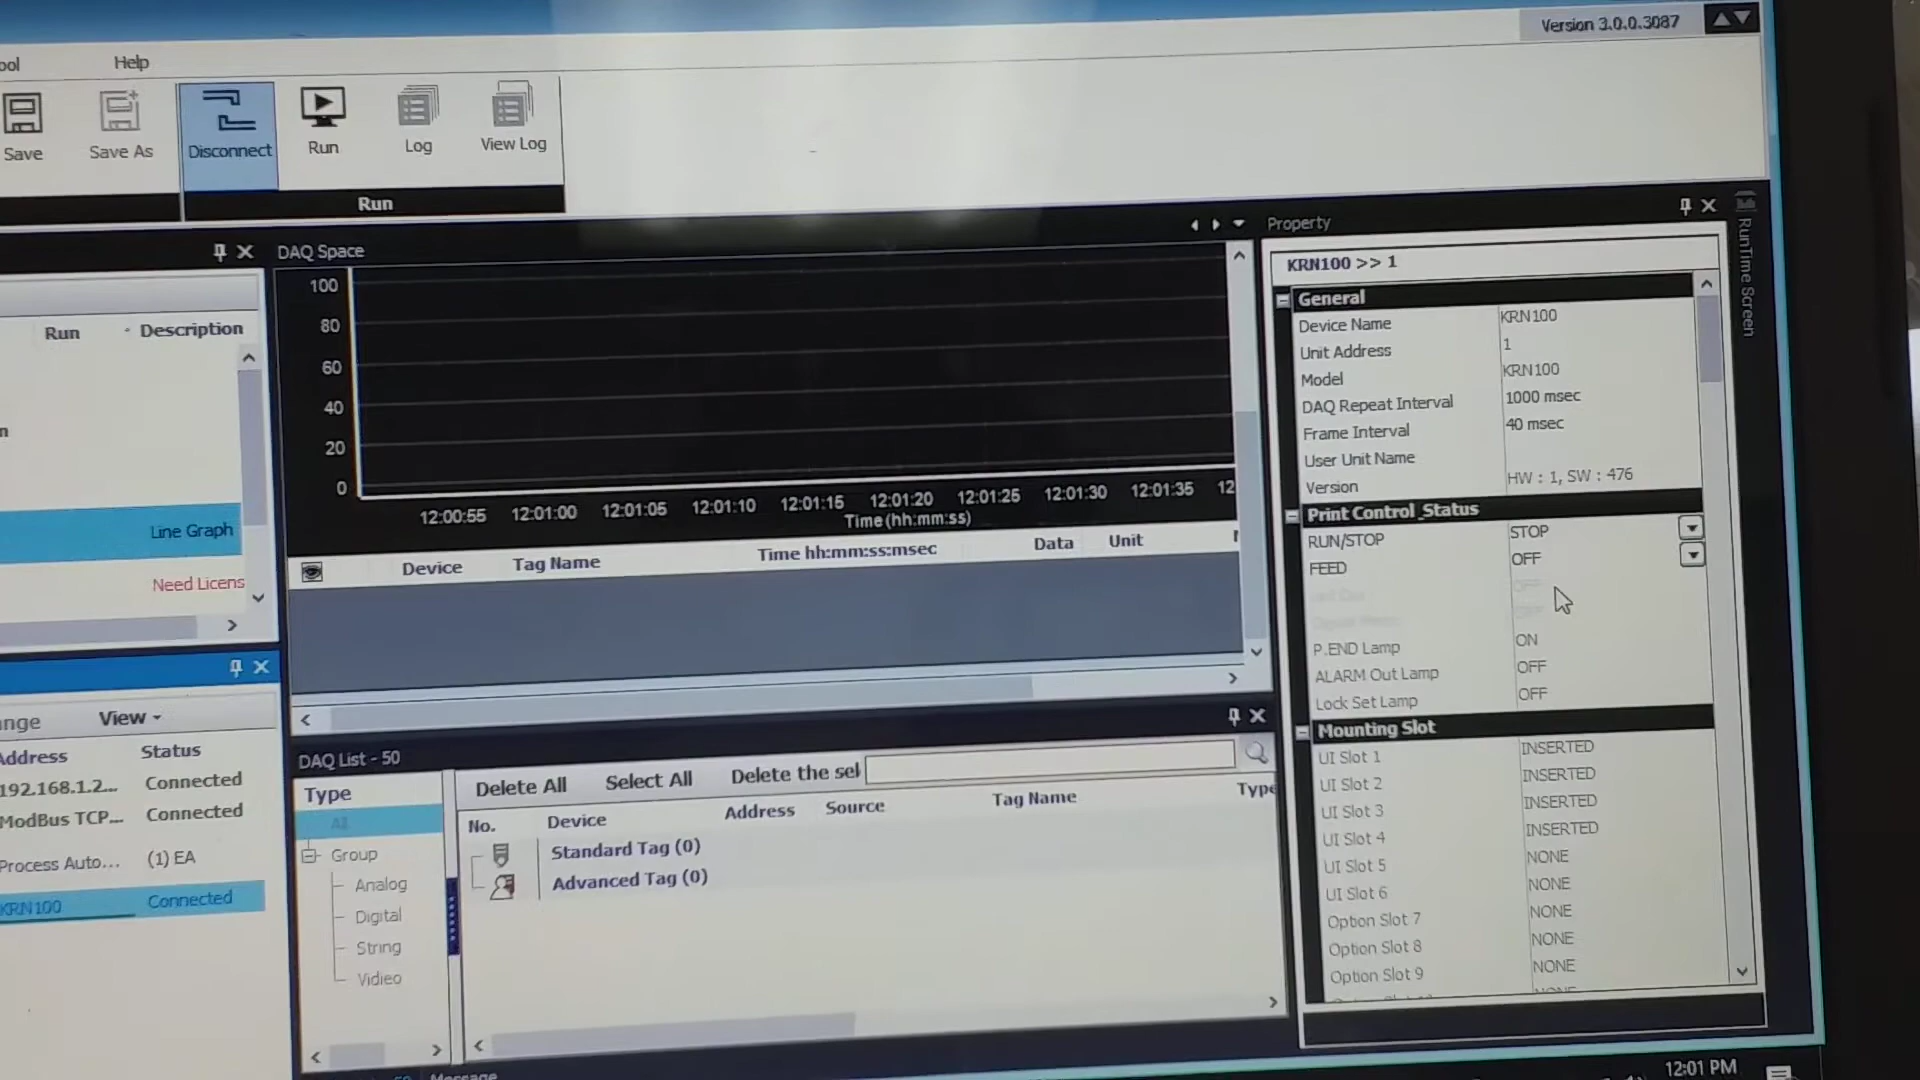 Version 3.0.0.3087
ool Help
Save Save As Disconnect Run Log View Log
Run
DAQ Space
Property
RunTime Screen
Run Description
Line Graph
Need Licens
100
80
60
40
20
0
12:00:55 12:01:00 12:01:05 12:01:10 12:01:15 12:01:20 12:01:25 12:01:30 12:01:35 12
Time(hh:mm:ss)
Device Tag Name Time hh:mm:ss:msec Data Unit
KRN100 >> 1
General
Device Name KRN100
Unit Address 1
Model KRN100
DAQ Repeat Interval 1000 msec
Frame Interval 40 msec
User Unit Name
Version HW : 1, SW : 476
Print Control_Status
RUN/STOP STOP
FEED OFF
P.END Lamp ON
ALARM Out Lamp OFF
Lock Set Lamp OFF
Mounting Slot
UI Slot 1 INSERTED
UI Slot 2 INSERTED
UI Slot 3 INSERTED
UI Slot 4 INSERTED
UI Slot 5 NONE
UI Slot 6 NONE
Option Slot 7 NONE
Option Slot 8 NONE
Option Slot 9 NONE
nge View
Address Status
192.168.1.2... Connected
ModBus TCP... Connected
Process Auto... (1) EA
KRN100 Connected
DAQ List - 50
Type
All
Group
Analog
Digital
String
Vidieo
Delete All Select All Delete the sel
No. Device Address Source Tag Name Type
Standard Tag (0)
Advanced Tag (0)
Message
12:01 PM